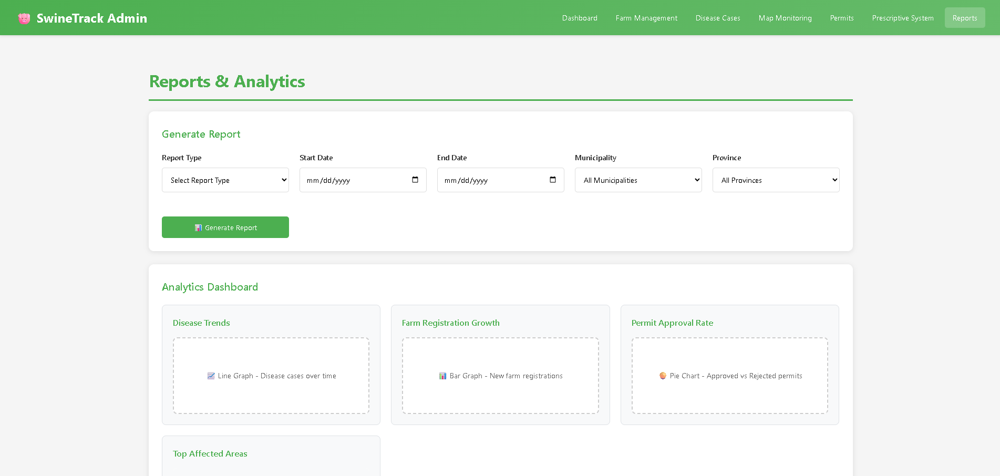 SwineTrack Admin
Dashboard
Farm Management
Disease Cases
Map Monitoring
Permits
Prescriptive System
Reports
Reports & Analytics
Generate Report
Report Type
Start Date
End Date
Municipality
Province
Select Report Type
mm/dd/yyyy
mm/dd/yyyy
All Municipalities
All Provinces
Generate Report
Analytics Dashboard
Disease Trends
Farm Registration Growth
Permit Approval Rate
Line Graph - Disease cases over time
Bar Graph - New farm registrations
Pie Chart - Approved vs Rejected permits
Top Affected Areas